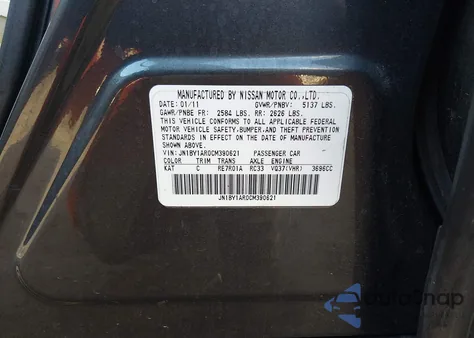 MANUFACTURED BY NISSAN MOTOR CO.,LTD.
DATE: 01/11 GVWR/PNBV: 5137 LBS.
GAWR/PNBE FR: 2584 LBS. RR: 2626 LBS.
THIS VEHICLE CONFORMS TO ALL APPLICABLE FEDERAL
MOTOR VEHICLE SAFETY,BUMPER,AND THEFT PREVENTION
STANDARDS IN EFFECT ON THE DATE OF MANUFACTURE
SHOWN ABOVE.
VIN: JN1BY1AR0CM390621 PASSENGER CAR
COLOR TRIM TRANS AXLE ENGINE
KAT C RE7R01A RC33 VQ37(VHR) 3696CC
JN1BY1AR0CM390621
AutoSnap